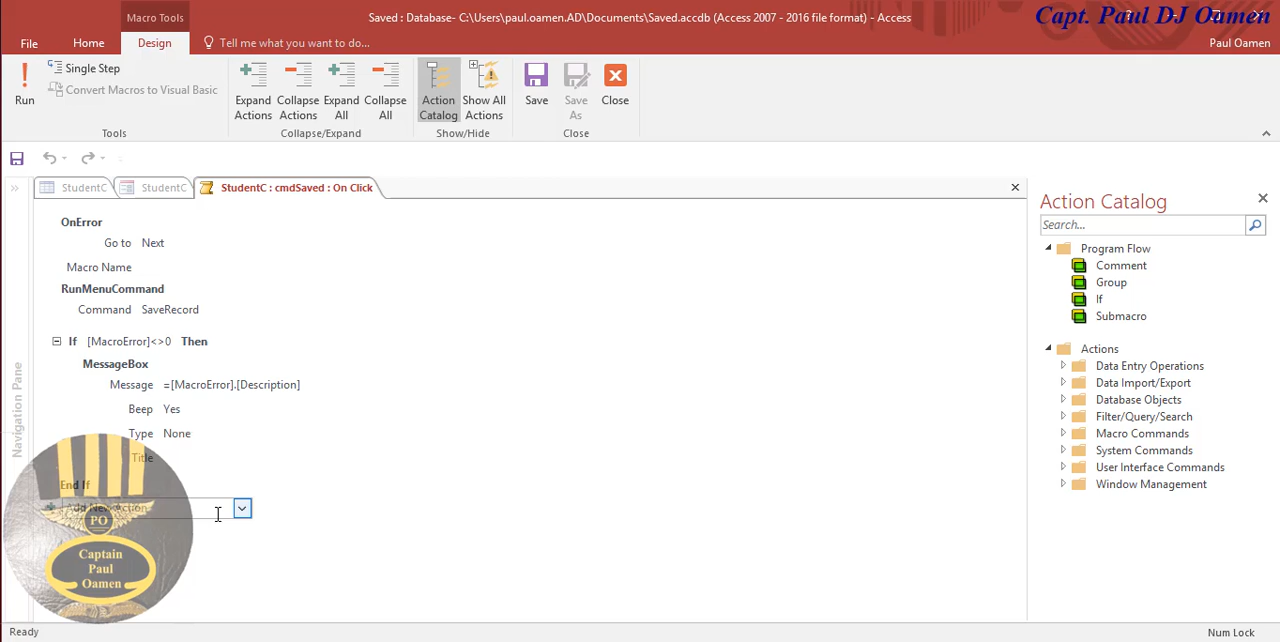 Macro Tools
Saved : Database- C:\Users\paul.oamen.AD\Documents\Saved.accdb (Access 2007 - 2016 file format) - Access
Capt. Paul DJ Oamen
File Home Design Tell me what you want to do...
Paul Oamen
Run
Single Step
Convert Macros to Visual Basic
Tools
Expand Actions
Collapse Actions
Expand All
Collapse All
Collapse/Expand
Action Catalog
Show All Actions
Show/Hide
Save
Save As
Close
Close
StudentC StudentC StudentC : cmdSaved : On Click
Navigation Pane
OnError
Go to Next
Macro Name
RunMenuCommand
Command SaveRecord
If [MacroError]<>0 Then
MessageBox
Message =[MacroError].[Description]
Beep Yes
Type None
Title
End If
Add New Action
PO
Captain
Paul
Oamen
Action Catalog
Search...
Program Flow
Comment
Group
If
Submacro
Actions
Data Entry Operations
Data Import/Export
Database Objects
Filter/Query/Search
Macro Commands
System Commands
User Interface Commands
Window Management
Ready
Num Lock